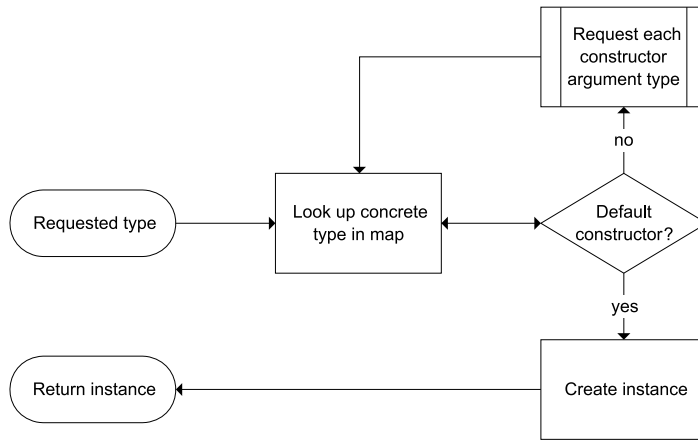 Request each
constructor
argument type
no
Requested type
Look up concrete
type in map
Default
constructor?
yes
Return instance
Create instance